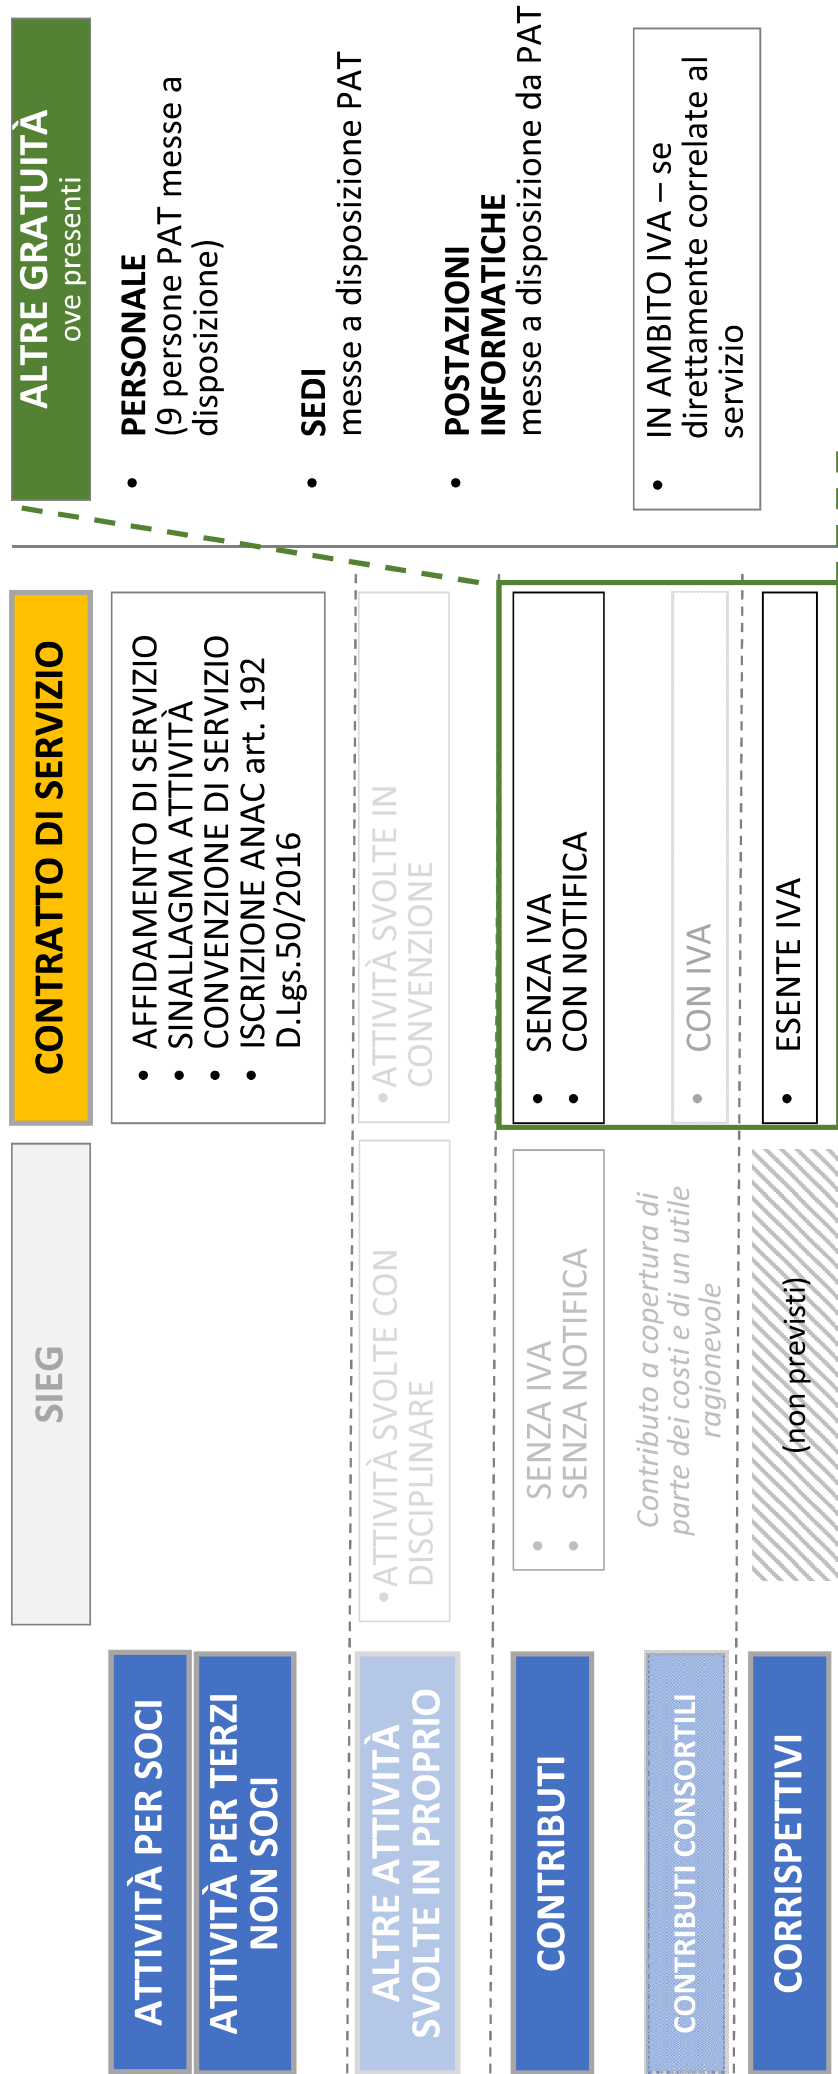 SIEG
CONTRATTO DI SERVIZIO
ALTRE GRATUITÀ
ove presenti
ATTIVITÀ PER SOCI
ATTIVITÀ PER TERZI
NON SOCI
• AFFIDAMENTO DI SERVIZIO
• SINALLAGMA ATTIVITÀ
• CONVENZIONE DI SERVIZIO
• ISCRIZIONE ANAC art. 192
D.Lgs.50/2016
ALTRE ATTIVITÀ
SVOLTE IN PROPRIO
• ATTIVITÀ SVOLTE CON
DISCIPLINARE
• ATTIVITÀ SVOLTE IN
CONVENZIONE
CONTRIBUTI
• SENZA IVA
• SENZA NOTIFICA
• SENZA IVA
• CON NOTIFICA
CONTRIBUTI CONSORTILI
Contributo a copertura di
parte dei costi e di un utile
ragionevole
• CON IVA
CORRISPETTIVI
(non previsti)
• ESENTE IVA
• PERSONALE
(9 persone PAT messe a
disposizione)
• SEDI
messe a disposizione PAT
• POSTAZIONI
INFORMATICHE
messe a disposizione da PAT
• IN AMBITO IVA – se
direttamente correlate al
servizio